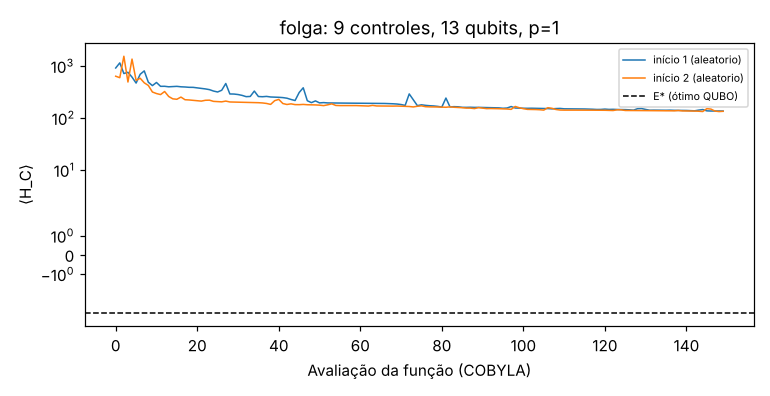 folga: 9 controles, 13 qubits, p=1
início 1 (aleatorio)
início 2 (aleatorio)
E* (ótimo QUBO)
10³
10²
10¹
10⁰
0
−10⁰
⟨H_C⟩
0 20 40 60 80 100 120 140
Avaliação da função (COBYLA)